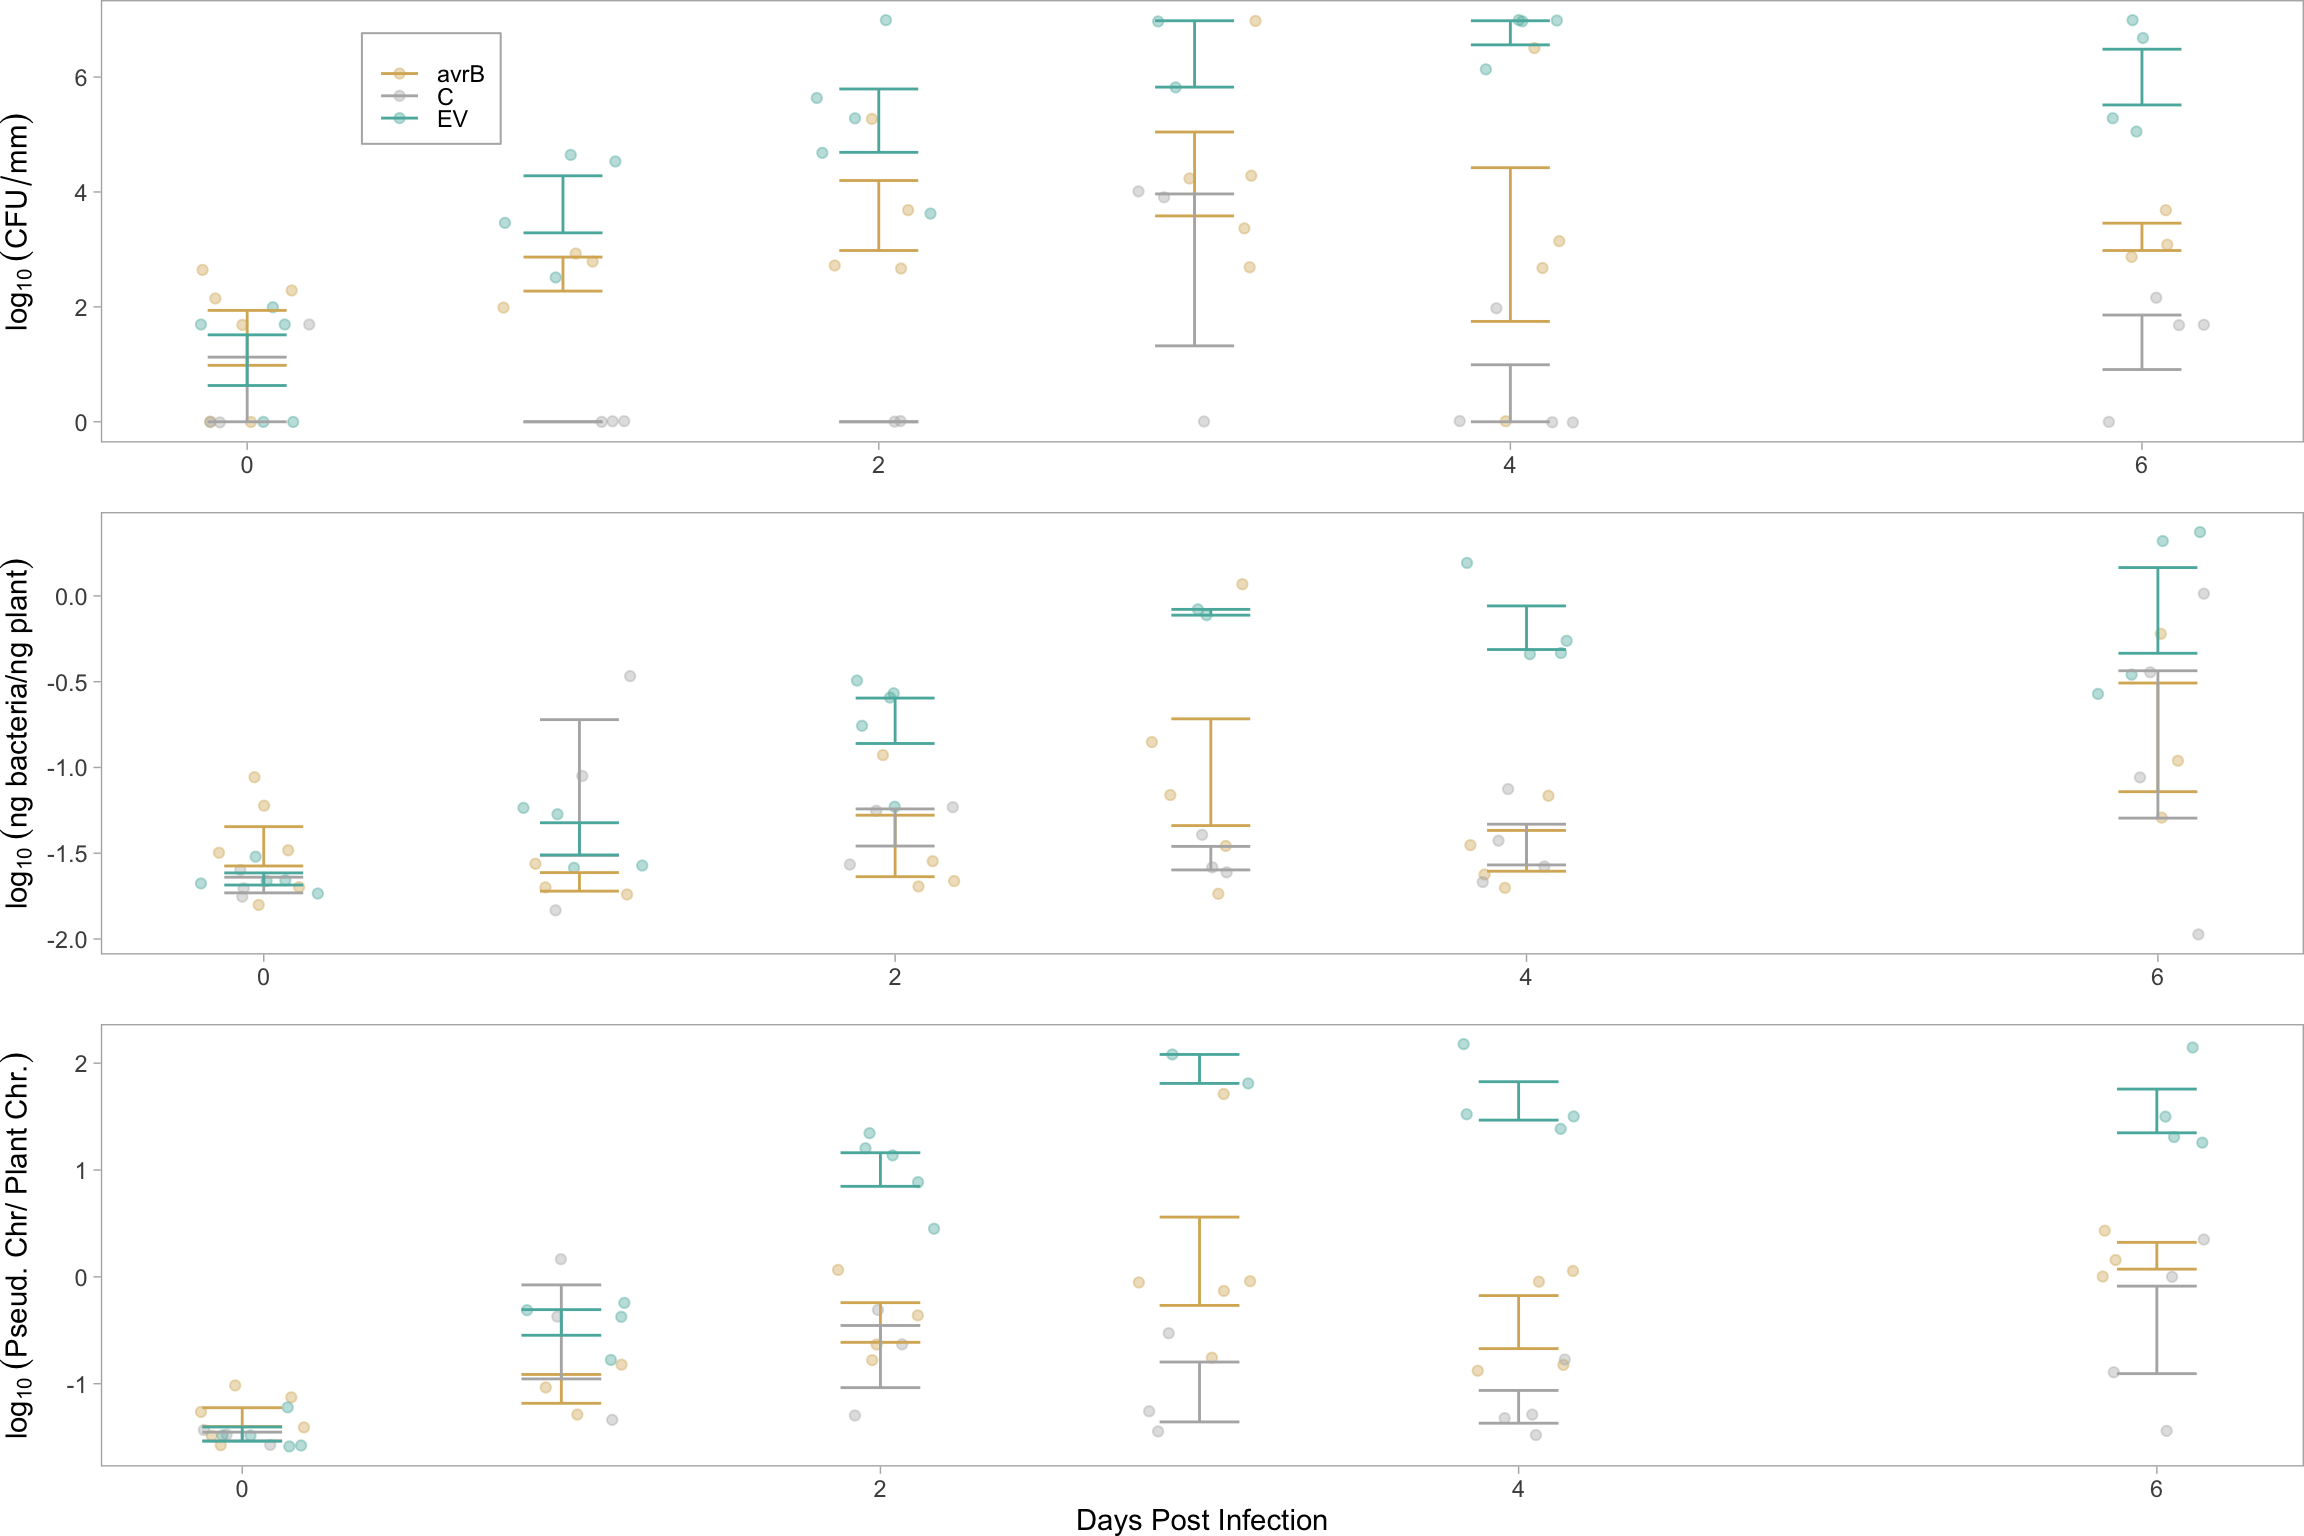 log10 (CFU/mm)
6
4
2
0
avrB
C
EV
0 2 4 6
log10 (ng bacteria/ng plant)
0.0
-0.5
-1.0
-1.5
-2.0
0 2 4 6
log10 (Pseud. Chr/ Plant Chr.)
2
1
0
-1
0 2 4 6
Days Post Infection